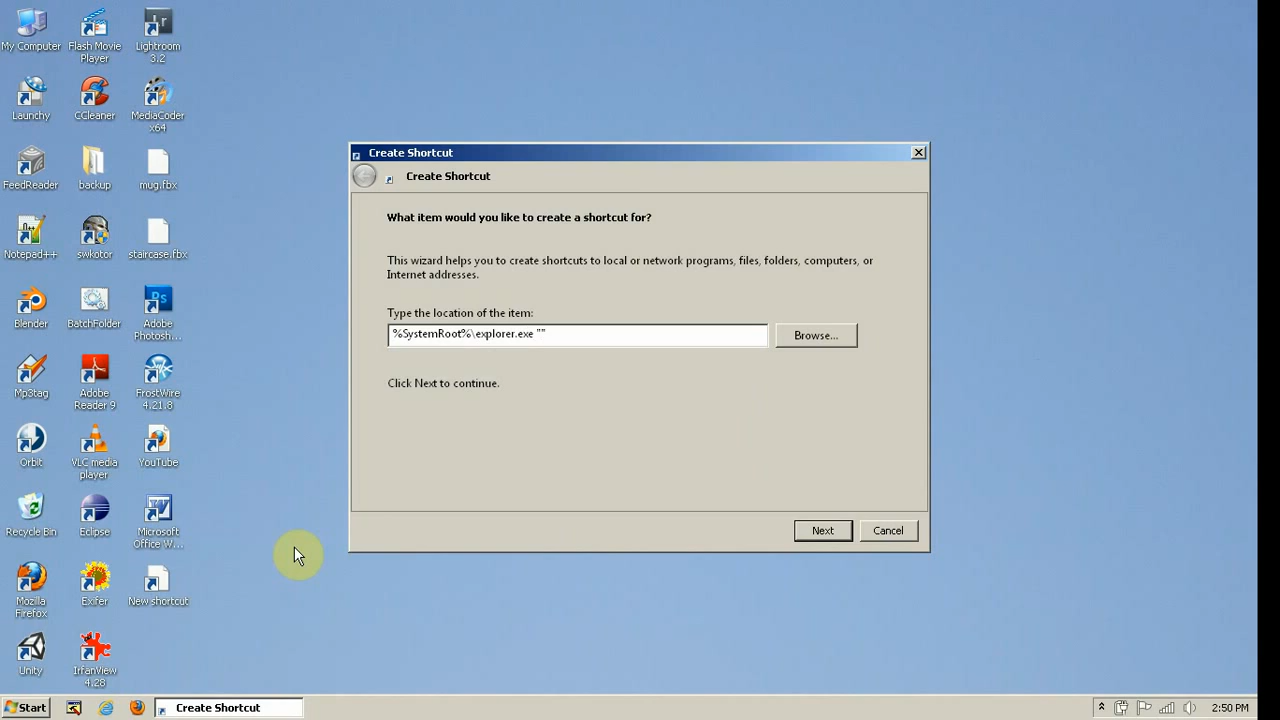 My Computer
Flash Movie
Player
Lightroom
3.2
Launchy
CCleaner
MediaCoder
x64
FeedReader
backup
mug.fbx
Notepad++
swkotor
staircase.fbx
Blender
BatchFolder
Adobe
Photosh...
Mp3tag
Adobe
Reader 9
FrostWire
4.21.8
Orbit
VLC media
player
YouTube
Recycle Bin
Eclipse
Microsoft
Office W...
Mozilla
Firefox
Exifer
New shortcut
Unity
IrfanView
4.28
Create Shortcut
Create Shortcut
What item would you like to create a shortcut for?
This wizard helps you to create shortcuts to local or network programs, files, folders, computers, or
Internet addresses.
Type the location of the item:
%SystemRoot%\explorer.exe ""
Browse...
Click Next to continue.
Next
Cancel
Start
Create Shortcut
2:50 PM